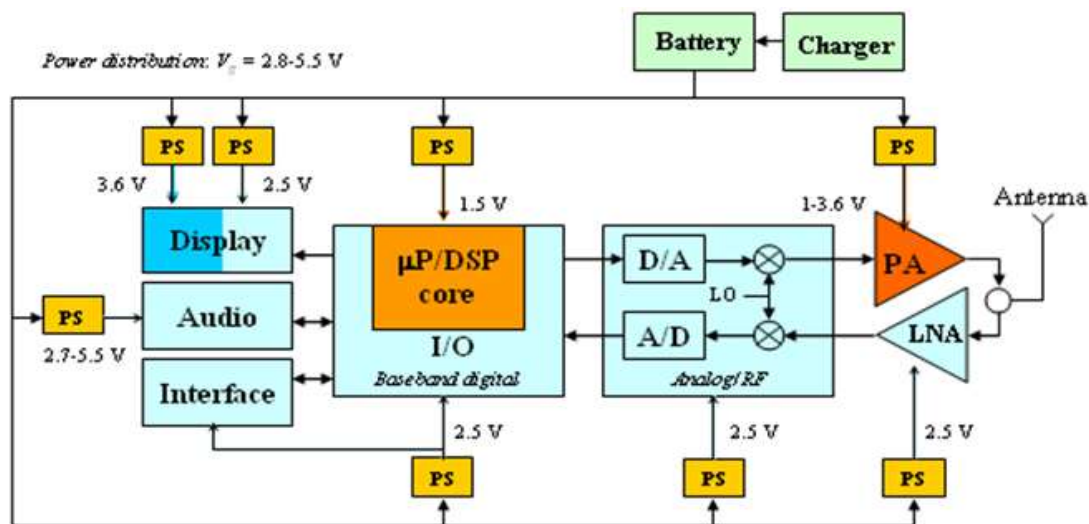 Battery
Charger
Power distribution: Vg = 2.8-5.5 V
PS
PS
PS
PS
3.6 V
2.5 V
1.5 V
1-3.6 V
Antenna
Display
μP/DSP
core
D/A
PA
LO
PS
Audio
A/D
LNA
2.7-5.5 V
I/O
Interface
Baseband digital
Analog/RF
2.5 V
2.5 V
2.5 V
PS
PS
PS